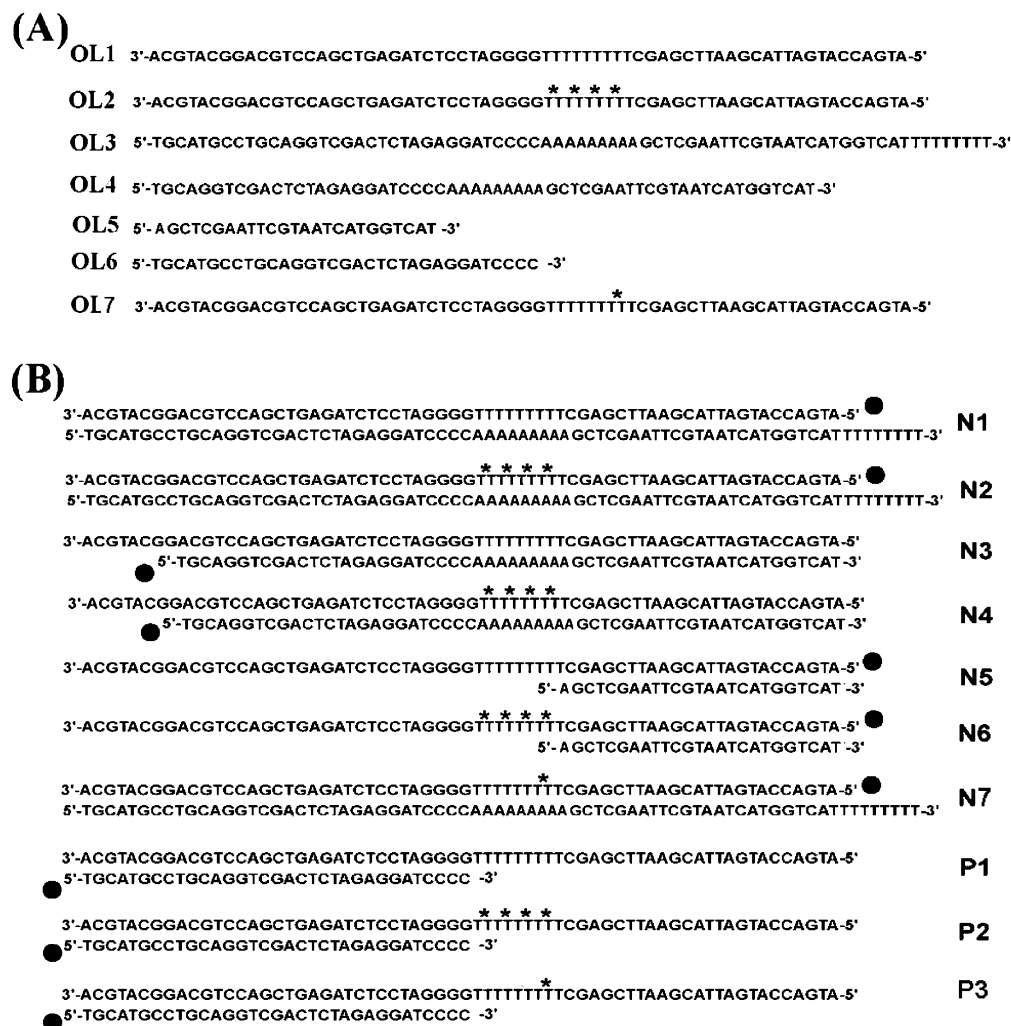 (A)
OL1 3'-ACGTACGGACGTCCAGCTGAGATCTCCTAGGGGTTTTTTTTTCGAGCTTAAGCATTAGTACCAGTA-5'
* * * *
OL2 3'-ACGTACGGACGTCCAGCTGAGATCTCCTAGGGGTTTTTTTTTCGAGCTTAAGCATTAGTACCAGTA-5'
OL3 5'-TGCATGCCTGCAGGTCGACTCTAGAGGATCCCCAAAAAAAAAGCTCGAATTCGTAATCATGGTCATTTTTTTTT-3'
OL4 5'-TGCAGGTCGACTCTAGAGGATCCCCAAAAAAAAAGCTCGAATTCGTAATCATGGTCAT-3'
OL5 5'- AGCTCGAATTCGTAATCATGGTCAT -3'
OL6 5'-TGCATGCCTGCAGGTCGACTCTAGAGGATCCCC -3'
*
OL7 3'-ACGTACGGACGTCCAGCTGAGATCTCCTAGGGGTTTTTTTTTCGAGCTTAAGCATTAGTACCAGTA-5'
(B)
3'-ACGTACGGACGTCCAGCTGAGATCTCCTAGGGGTTTTTTTTTCGAGCTTAAGCATTAGTACCAGTA-5'
5'-TGCATGCCTGCAGGTCGACTCTAGAGGATCCCCAAAAAAAAAGCTCGAATTCGTAATCATGGTCATTTTTTTTT-3' N1
* * * *
3'-ACGTACGGACGTCCAGCTGAGATCTCCTAGGGGTTTTTTTTTCGAGCTTAAGCATTAGTACCAGTA-5'
5'-TGCATGCCTGCAGGTCGACTCTAGAGGATCCCCAAAAAAAAAGCTCGAATTCGTAATCATGGTCATTTTTTTTT-3' N2
3'-ACGTACGGACGTCCAGCTGAGATCTCCTAGGGGTTTTTTTTTCGAGCTTAAGCATTAGTACCAGTA-5'
5'-TGCAGGTCGACTCTAGAGGATCCCCAAAAAAAAAGCTCGAATTCGTAATCATGGTCAT-3' N3
* * * *
3'-ACGTACGGACGTCCAGCTGAGATCTCCTAGGGGTTTTTTTTTCGAGCTTAAGCATTAGTACCAGTA-5'
5'-TGCAGGTCGACTCTAGAGGATCCCCAAAAAAAAAGCTCGAATTCGTAATCATGGTCAT-3' N4
3'-ACGTACGGACGTCCAGCTGAGATCTCCTAGGGGTTTTTTTTTCGAGCTTAAGCATTAGTACCAGTA-5'
5'- AGCTCGAATTCGTAATCATGGTCAT -3' N5
* * * *
3'-ACGTACGGACGTCCAGCTGAGATCTCCTAGGGGTTTTTTTTTCGAGCTTAAGCATTAGTACCAGTA-5'
5'- AGCTCGAATTCGTAATCATGGTCAT -3' N6
*
3'-ACGTACGGACGTCCAGCTGAGATCTCCTAGGGGTTTTTTTTTCGAGCTTAAGCATTAGTACCAGTA-5'
5'-TGCATGCCTGCAGGTCGACTCTAGAGGATCCCCAAAAAAAAAGCTCGAATTCGTAATCATGGTCATTTTTTTTT-3' N7
3'-ACGTACGGACGTCCAGCTGAGATCTCCTAGGGGTTTTTTTTTCGAGCTTAAGCATTAGTACCAGTA-5'
5'-TGCATGCCTGCAGGTCGACTCTAGAGGATCCCC -3' P1
* * * *
3'-ACGTACGGACGTCCAGCTGAGATCTCCTAGGGGTTTTTTTTTCGAGCTTAAGCATTAGTACCAGTA-5'
5'-TGCATGCCTGCAGGTCGACTCTAGAGGATCCCC -3' P2
*
3'-ACGTACGGACGTCCAGCTGAGATCTCCTAGGGGTTTTTTTTTCGAGCTTAAGCATTAGTACCAGTA-5'
5'-TGCATGCCTGCAGGTCGACTCTAGAGGATCCCC -3' P3